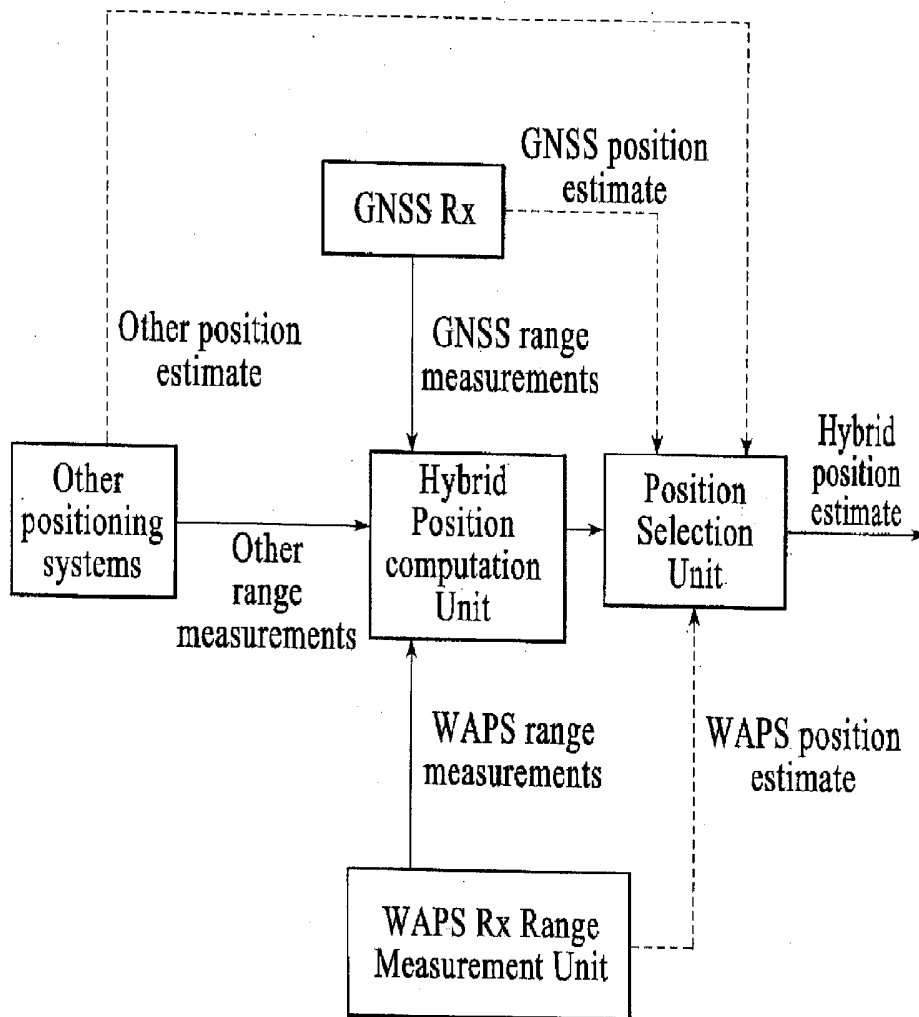 GNSS position
estimate
GNSS Rx
Other position
estimate
GNSS range
measurements
Other
positioning
systems
Other
range
measurements
Hybrid
Position
computation
Unit
Position
Selection
Unit
Hybrid
position
estimate
WAPS range
measurements
WAPS position
estimate
WAPS Rx Range
Measurement Unit